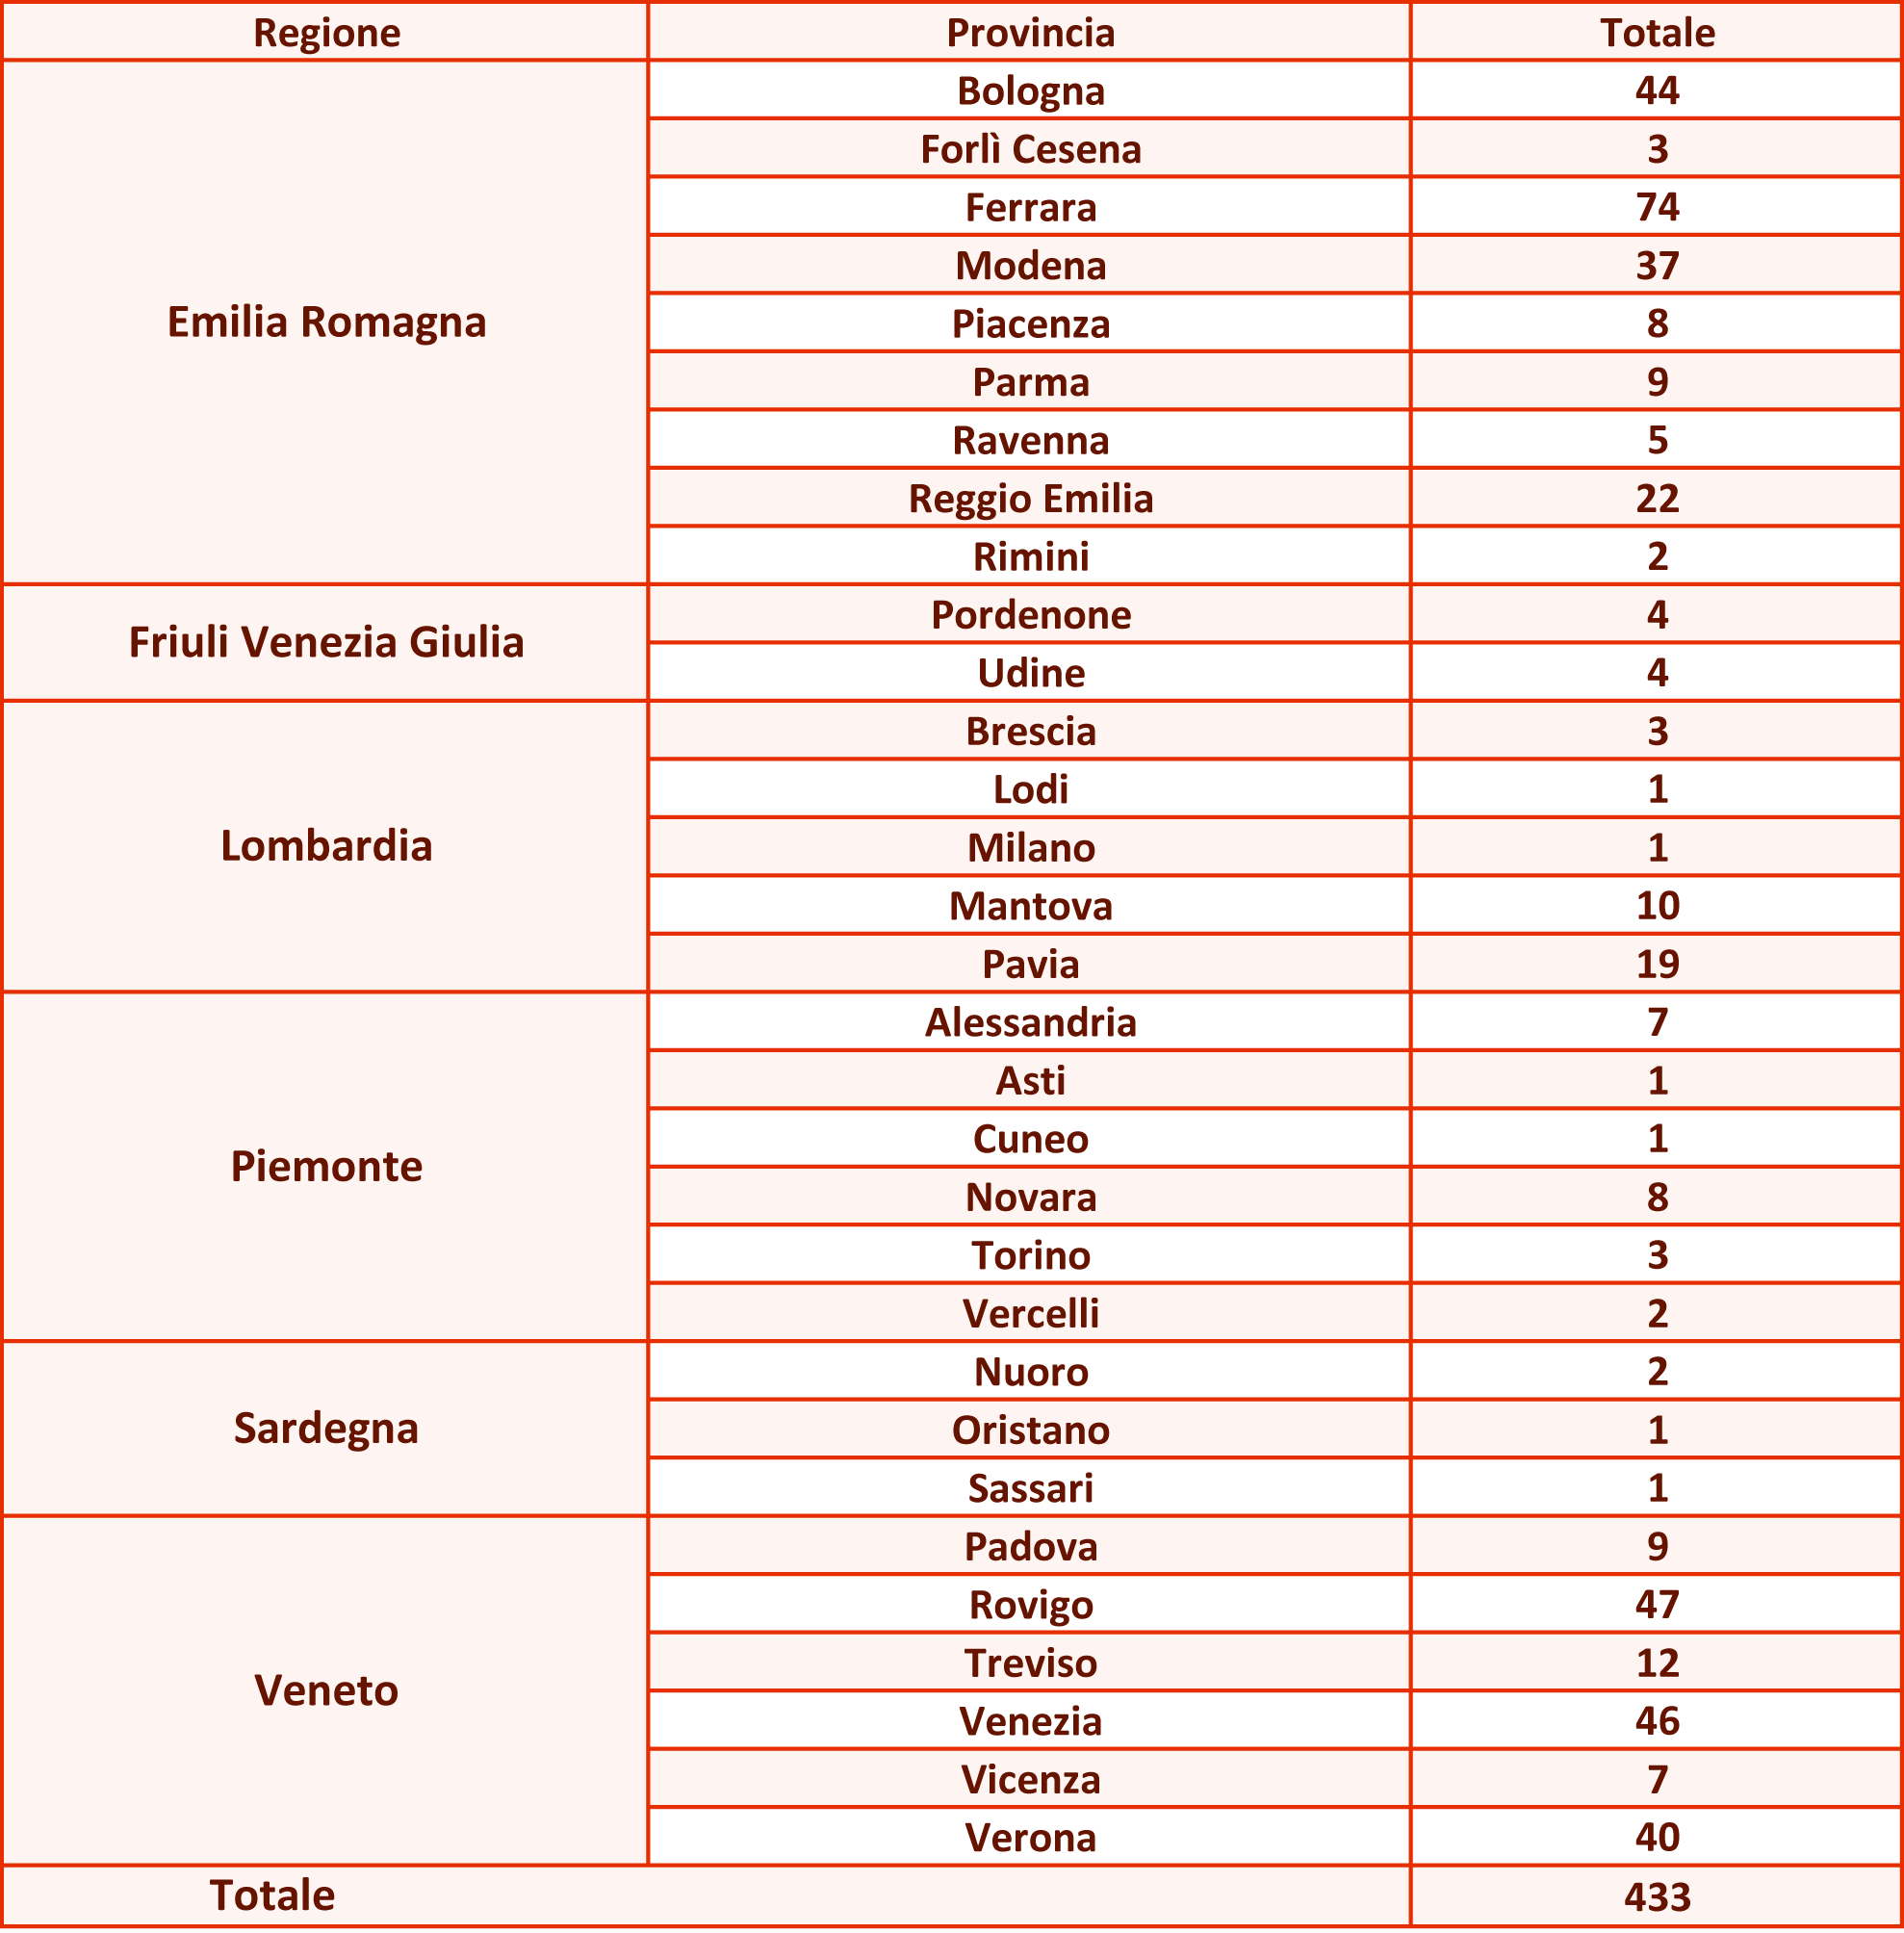 Regione Provincia Totale
Emilia Romagna
Bologna 44
Forlì Cesena 3
Ferrara 74
Modena 37
Piacenza 8
Parma 9
Ravenna 5
Reggio Emilia 22
Rimini 2
Friuli Venezia Giulia
Pordenone 4
Udine 4
Lombardia
Brescia 3
Lodi 1
Milano 1
Mantova 10
Pavia 19
Piemonte
Alessandria 7
Asti 1
Cuneo 1
Novara 8
Torino 3
Vercelli 2
Sardegna
Nuoro 2
Oristano 1
Sassari 1
Veneto
Padova 9
Rovigo 47
Treviso 12
Venezia 46
Vicenza 7
Verona 40
Totale 433